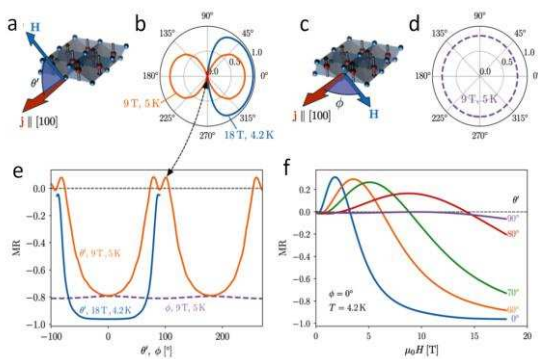 a
θ'
H
j || [100]
b
90°
135°
45°
180°
0°
225°
315°
270°
1.0
0.5
0.0
9 T, 5 K
18 T, 4.2 K
c
ϕ
H
j || [100]
d
90°
135°
45°
180°
0°
225°
315°
270°
1.0
0.5
0.0
9 T, 5 K
e
MR
0.0
−0.2
−0.4
−0.6
−0.8
−1.0
θ', 9 T, 5 K
θ', 18 T, 4.2 K
ϕ, 9 T, 5 K
−100
0
100
200
θ', ϕ [°]
f
MR
0.0
−0.2
−0.4
−0.6
−0.8
−1.0
θ'
90°
80°
70°
60°
0°
ϕ = 0°
T = 4.2 K
0
5
10
15
20
μ₀H [T]